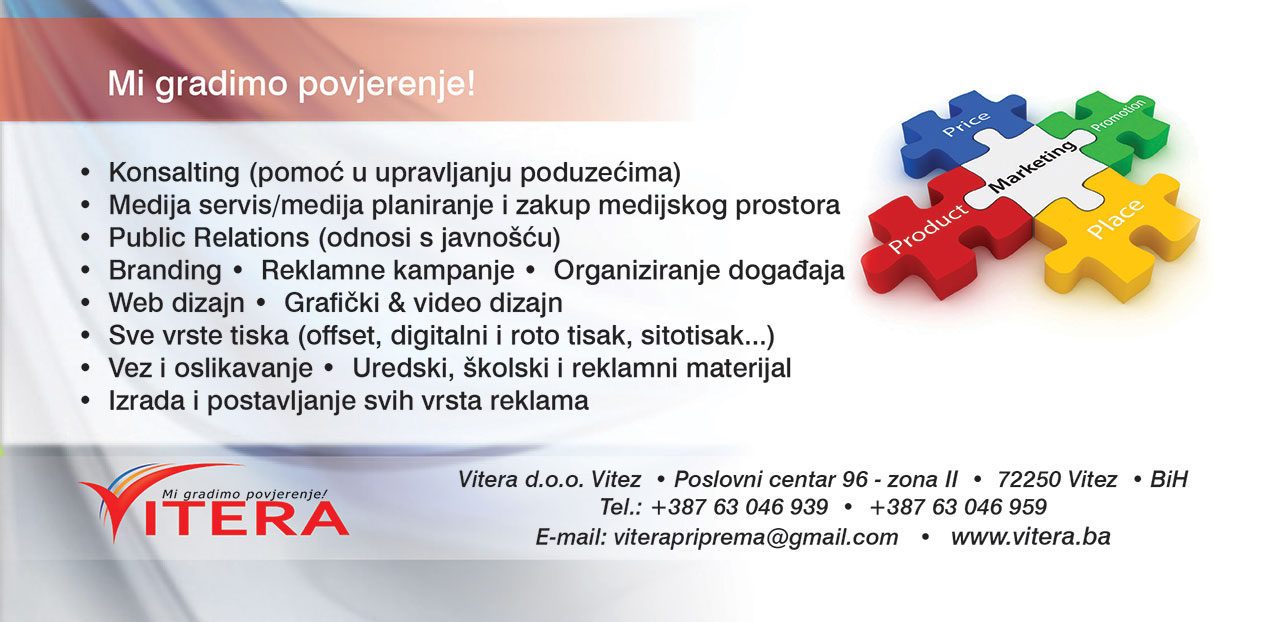 Mi gradimo povjerenje!
• Konsalting (pomoć u upravljanju poduzećima)
• Medija servis/medija planiranje i zakup medijskog prostora
• Public Relations (odnosi s javnošću)
• Branding • Reklamne kampanje • Organiziranje događaja
• Web dizajn • Grafički & video dizajn
• Sve vrste tiska (offset, digitalni i roto tisak, sitotisak...)
• Vez i oslikavanje • Uredski, školski i reklamni materijal
• Izrada i postavljanje svih vrsta reklama
Price
Promotion
Marketing
Product
Place
Mi gradimo povjerenje!
VITERA
Vitera d.o.o. Vitez • Poslovni centar 96 - zona II • 72250 Vitez • BiH
Tel.: +387 63 046 939 • +387 63 046 959
E-mail: viterapriprema@gmail.com • www.vitera.ba